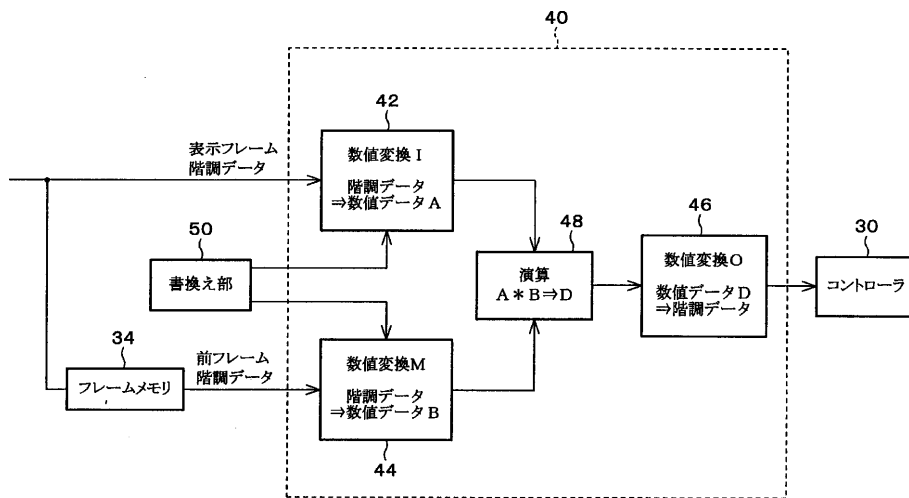 40
42
表示フレーム
階調データ
数値変換 I
階調データ
⇒数値データ A
50
書換え部
48
演算
A * B⇒D
46
数値変換O
数値データ D
⇒階調データ
30
コントローラ
34
フレームメモリ
前フレーム
階調データ
数値変換M
階調データ
⇒数値データ B
44